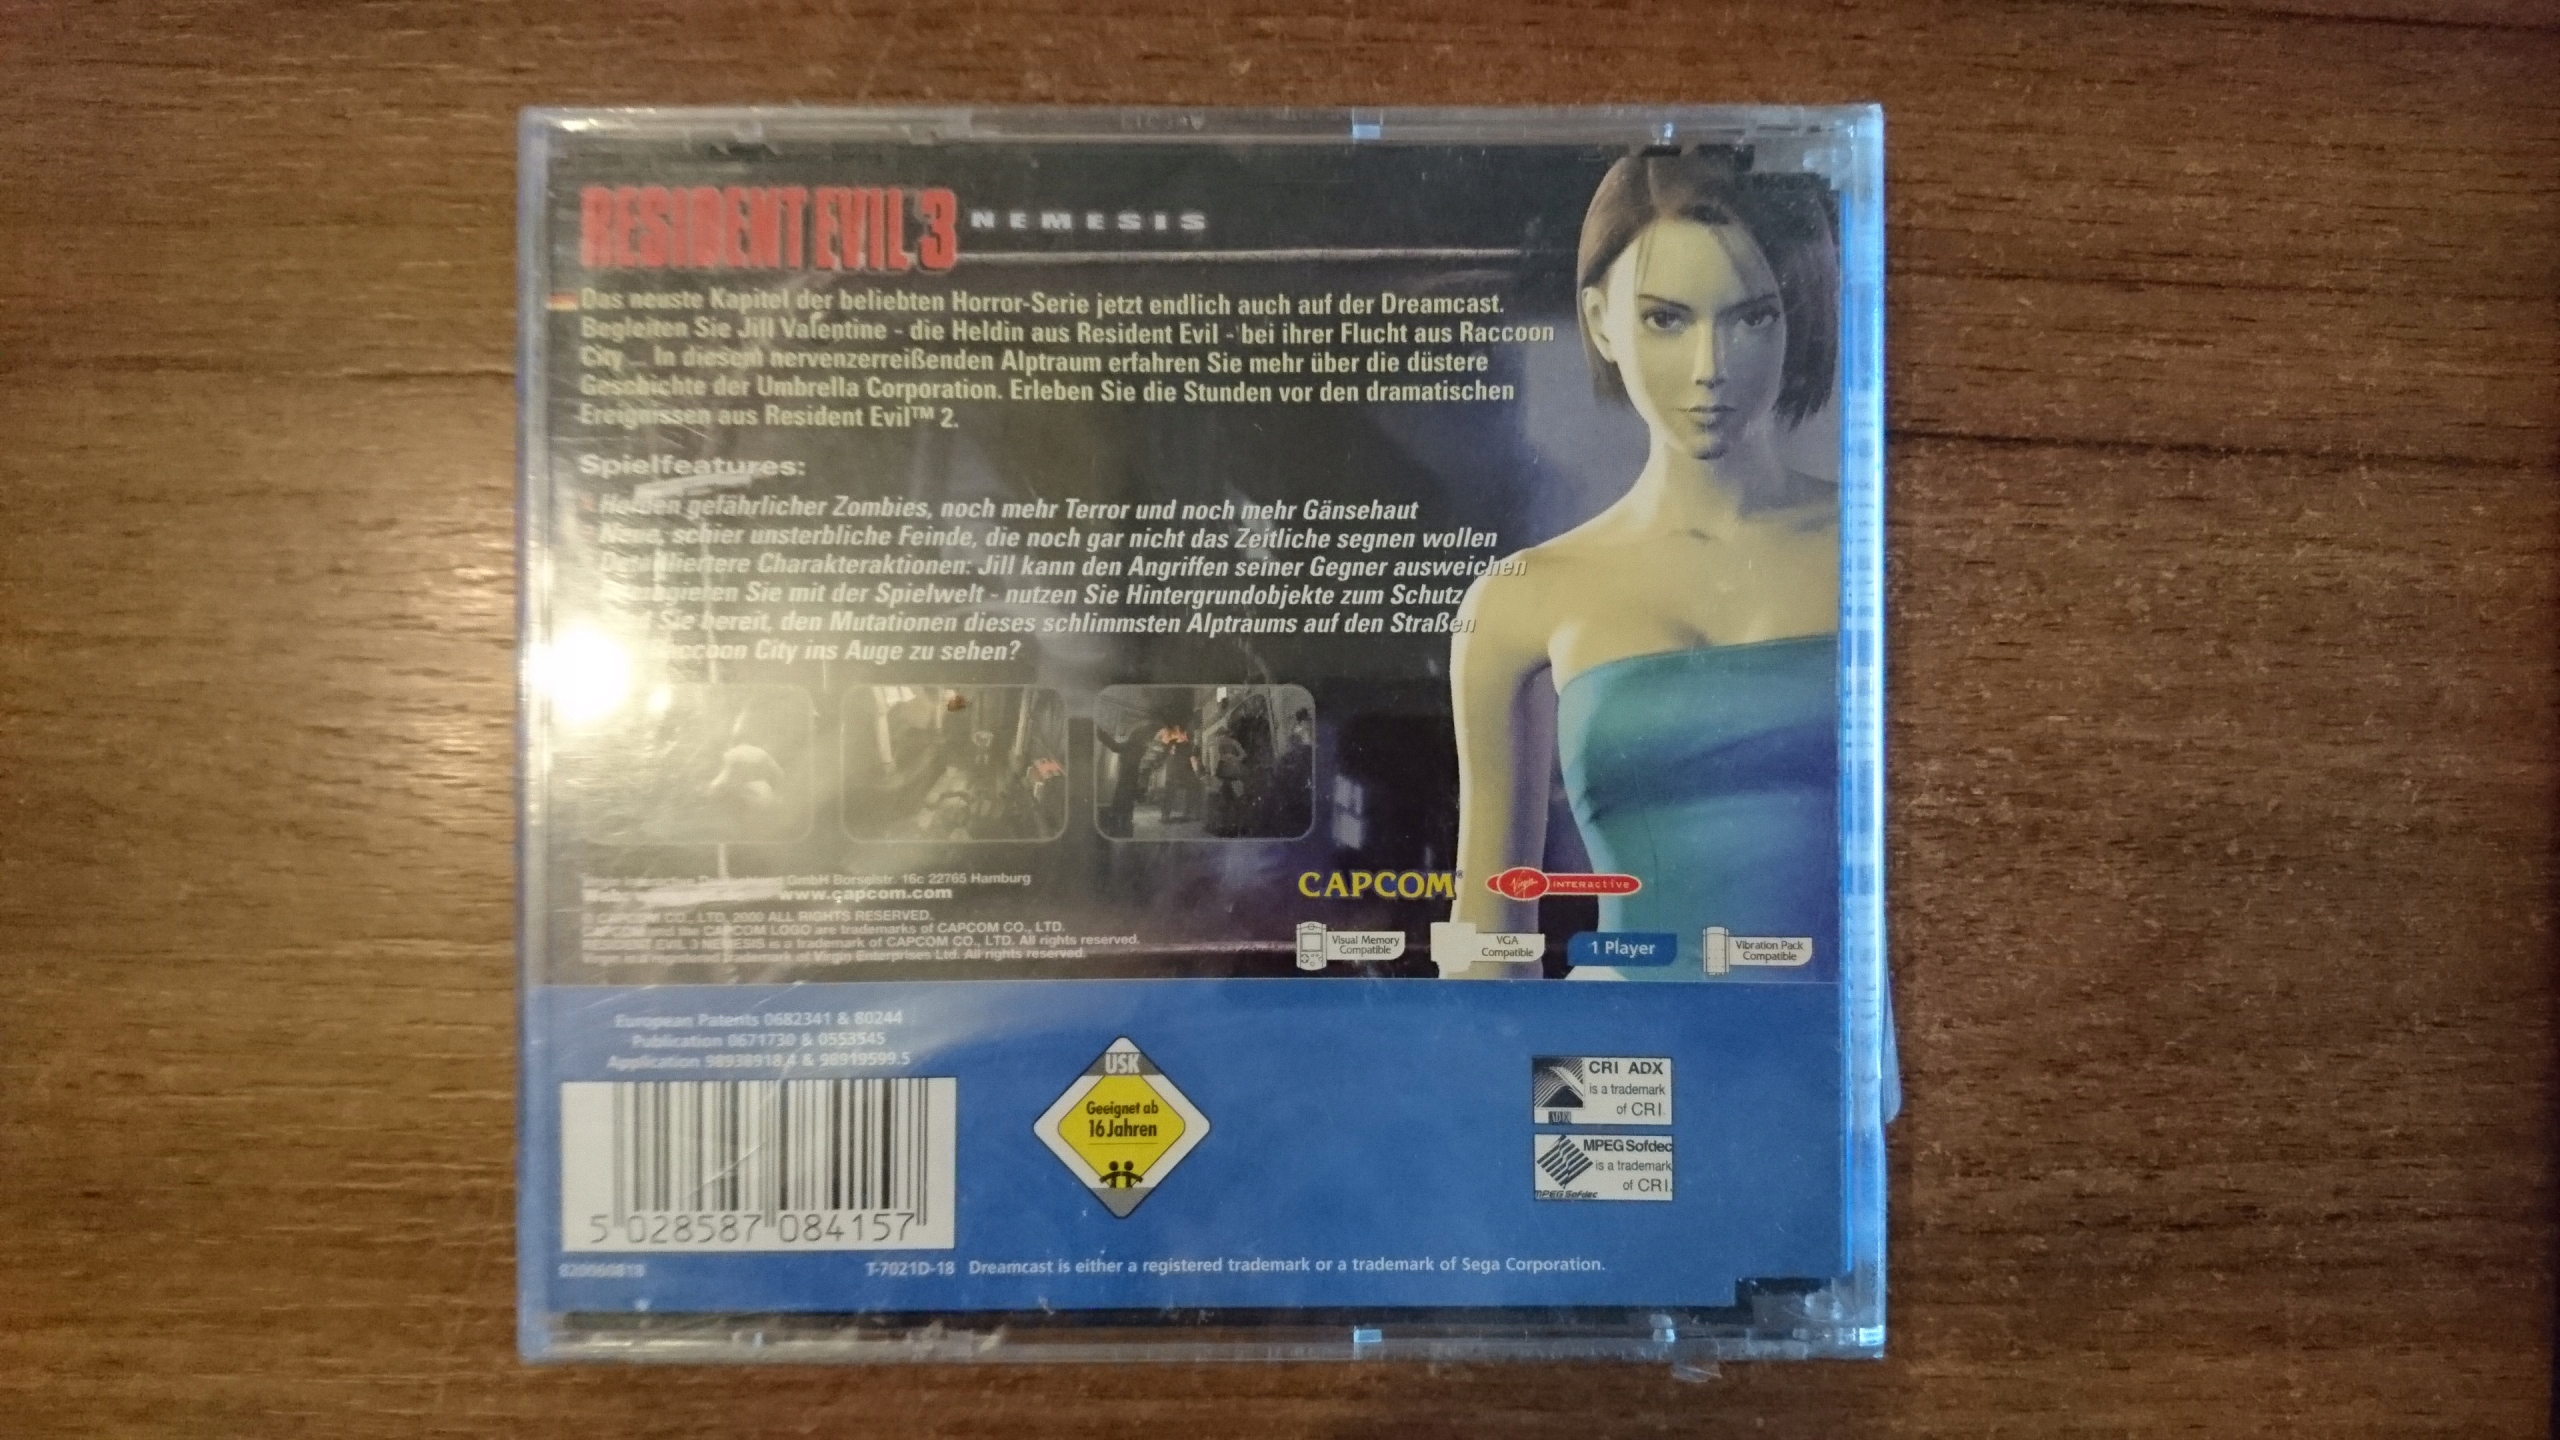 RESIDENT EVIL 3 NEMESIS
Das neuste Kapitel der beliebten Horror-Serie jetzt endlich auch auf der Dreamcast.
Begleiten Sie Jill Valentine - die Heldin aus Resident Evil - bei ihrer Flucht aus Raccoon
City... In diesem nervenzerreißenden Alptraum erfahren Sie mehr über die düstere
Geschichte der Umbrella Corporation. Erleben Sie die Stunden vor den dramatischen
Ereignissen aus Resident Evil™ 2.
Spielfeatures:
gefährlicher Zombies, noch mehr Terror und noch mehr Gänsehaut
Neue, schier unsterbliche Feinde, die noch gar nicht das Zeitliche segnen wollen
Charakteraktionen: Jill kann den Angriffen seiner Gegner ausweichen
Sie mit der Spielwelt - nutzen Sie Hintergrundobjekte zum Schutz
Sie bereit, den Mutationen dieses schlimmsten Alptraums auf den Straßen
Raccoon City ins Auge zu sehen?
GmbH Borselstr. 16c 22765 Hamburg
www.capcom.com
© CAPCOM CO., LTD. 2000 ALL RIGHTS RESERVED.
CAPCOM and the CAPCOM LOGO are trademarks of CAPCOM CO., LTD.
RESIDENT EVIL 3 NEMESIS is a trademark of CAPCOM CO., LTD. All rights reserved.
Virgin is a registered trademark of Virgin Enterprises Ltd. All rights reserved.
CAPCOM®
Virgin INTERactive
Visual Memory
Compatible
VGA
Compatible
1 Player
Vibration Pack
Compatible
European Patents 0682341 & 80244
Publication 0671730 & 0553545
Application 98938918.4 & 98919599.5
5 028587 084157
USK
Geeignet ab
16 Jahren
CRI ADX
is a trademark
of CRI.
ADX
MPEG Sofdec
is a trademark
of CRI.
MPEG Sofdec
T-7021D-18 Dreamcast is either a registered trademark or a trademark of Sega Corporation.